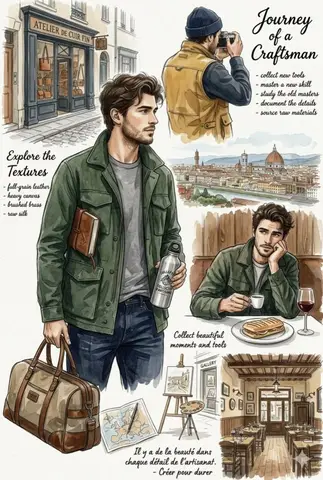 ATELIER DE CUIR FIN
Journey
of a
Craftsman
- collect new tools
- master a new skill
- study the old masters
- document the details
- source raw materials
Explore the
Textures
- full-grain leather
- heavy canvas
- brushed brass
- raw silk
Collect beautiful
moments and tools
GALLERY
Il y a de la beauté dans
chaque détail de l'artisanat.
- Créer pour durer